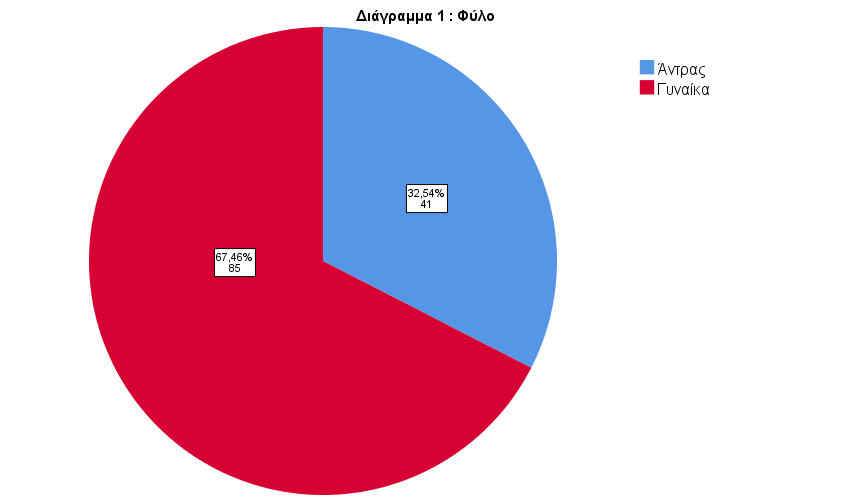 Διάγραμμα 1 : Φύλο
Άντρας
Γυναίκα
32,54%
41
67,46%
85